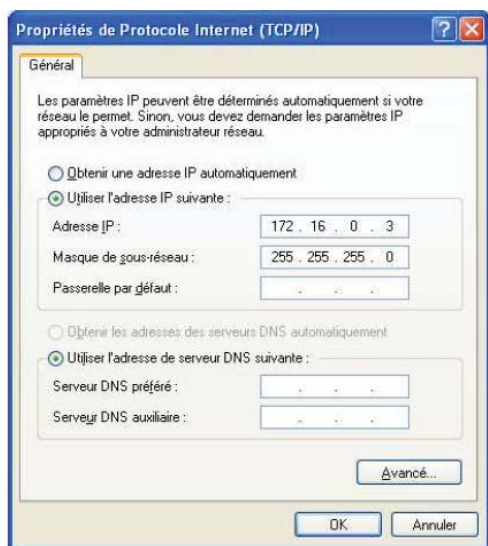 Propriétés de Protocole Internet (TCP/IP)
Général
Les paramètres IP peuvent être déterminés automatiquement si votre
réseau le permet. Sinon, vous devez demander les paramètres IP
appropriés à votre administrateur réseau.
Obtenir une adresse IP automatiquement
Utiliser l'adresse IP suivante :
Adresse IP : 172 . 16 . 0 . 3
Masque de sous-réseau : 255 . 255 . 255 . 0
Passerelle par défaut : . . .
Obtenir les adresses des serveurs DNS automatiquement
Utiliser l'adresse de serveur DNS suivante :
Serveur DNS préféré : . . .
Serveur DNS auxiliaire : . . .
Avancé...
OK Annuler